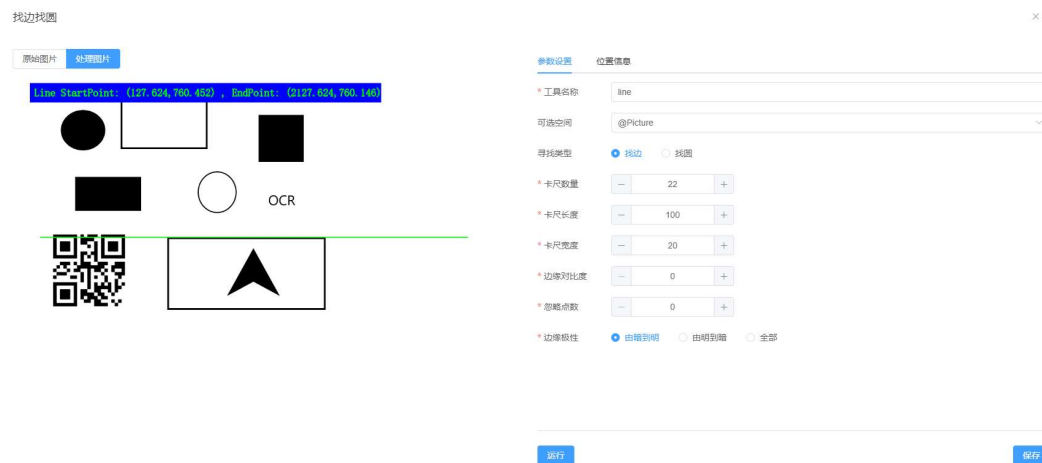 找边找圆
原始图片 处理图片
Line StartPoint: (127.624,760.452) , EndPoint: (2127.624,760.146)
OCR
参数设置 位置信息
* 工具名称 line
可选空间 @Picture
寻找类型 找边 找圆
* 卡尺数量 22
* 卡尺长度 100
* 卡尺宽度 20
* 边缘对比度 0
* 忽略点数 0
* 边缘极性 由暗到明 由明到暗 全部
运行 保存